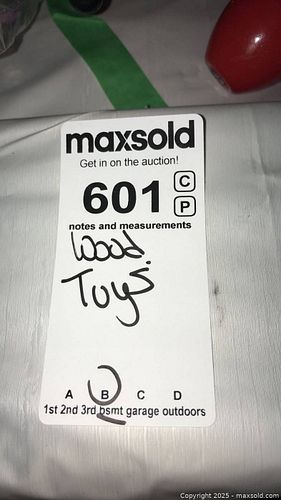 maxsold
Get in on the auction!
601 C
P
notes and measurements
Wood
Toys
A B C D
1st 2nd 3rd bsmt garage outdoors
Copyright © 2025 - maxsold.com